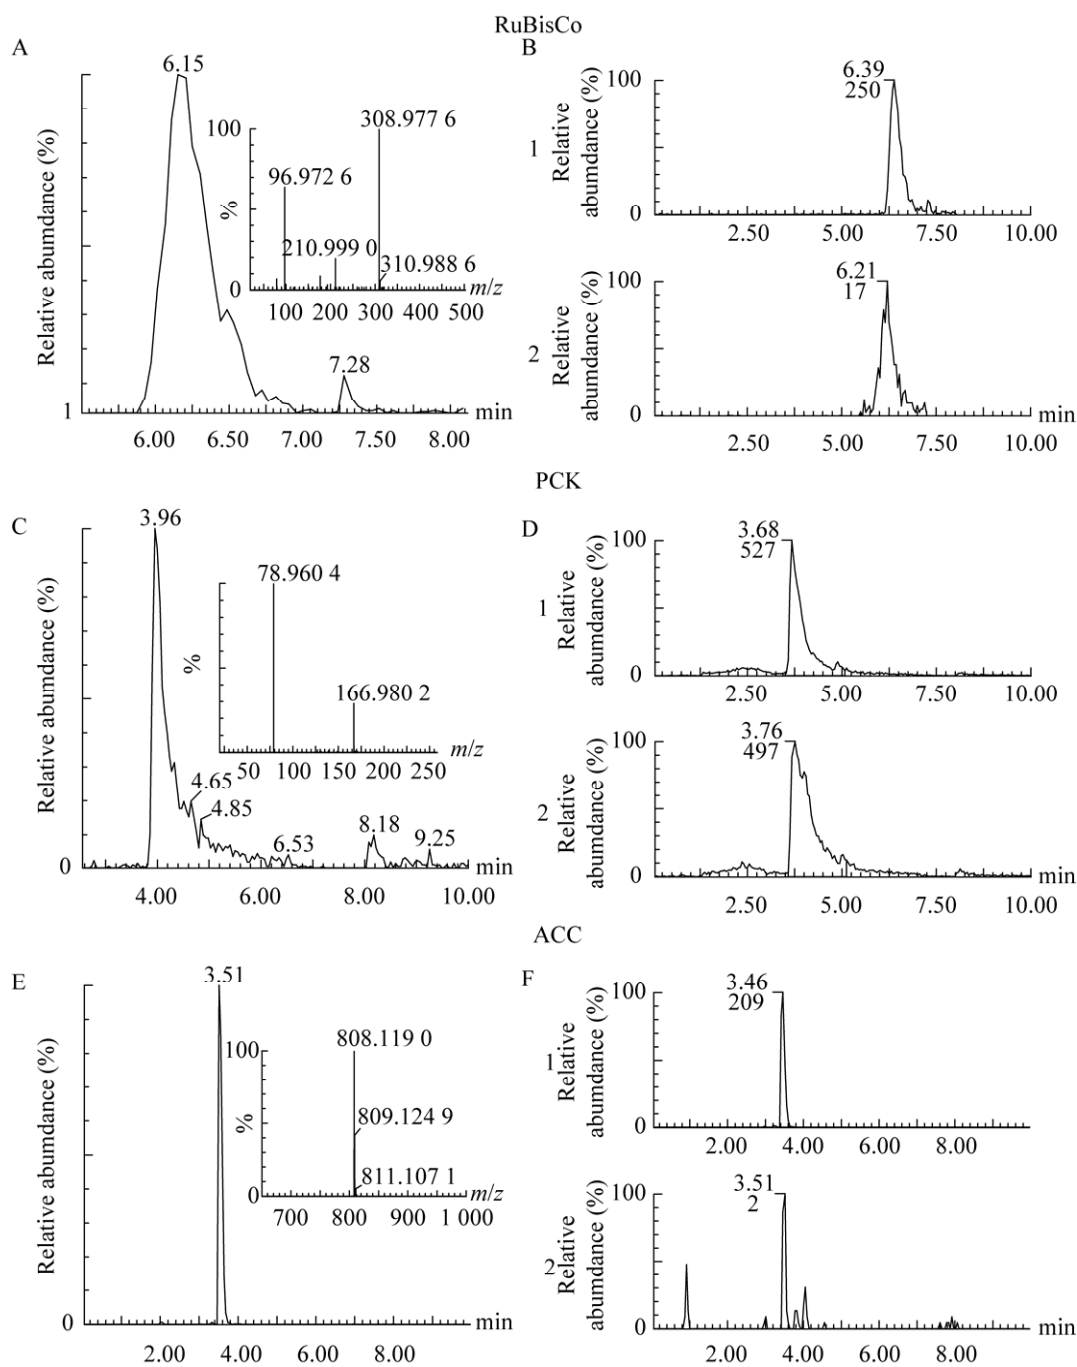 RuBisCo
A
Relative abumdance (%)
6.15
7.28
1
min
6.00 6.50 7.00 7.50 8.00
100
%
0
308.977 6
96.972 6
210.999 0
310.988 6
m/z
100 200 300 400 500
B
1
Relative
abumdance (%)
100
0
6.39
250
2.50 5.00 7.50 10.00
2
Relative
abumdance (%)
100
0
6.21
17
min
2.50 5.00 7.50 10.00
PCK
C
Relative abumdance (%)
3.96
4.65
4.85
6.53
8.18
9.25
0
min
4.00 6.00 8.00 10.00
%
78.960 4
166.980 2
m/z
50 100 150 200 250
D
1
Relative
abumdance (%)
100
0
3.68
527
2.50 5.00 7.50 10.00
2
Relative
abumdance (%)
100
0
3.76
497
min
2.50 5.00 7.50 10.00
ACC
E
Relative abumdance (%)
3.51
0
min
2.00 4.00 6.00 8.00
100
%
0
808.119 0
809.124 9
811.107 1
m/z
700 800 900 1 000
F
1
Relative
abumdance (%)
100
0
3.46
209
2.00 4.00 6.00 8.00
2
Relative
abumdance (%)
100
0
3.51
2
min
2.00 4.00 6.00 8.00